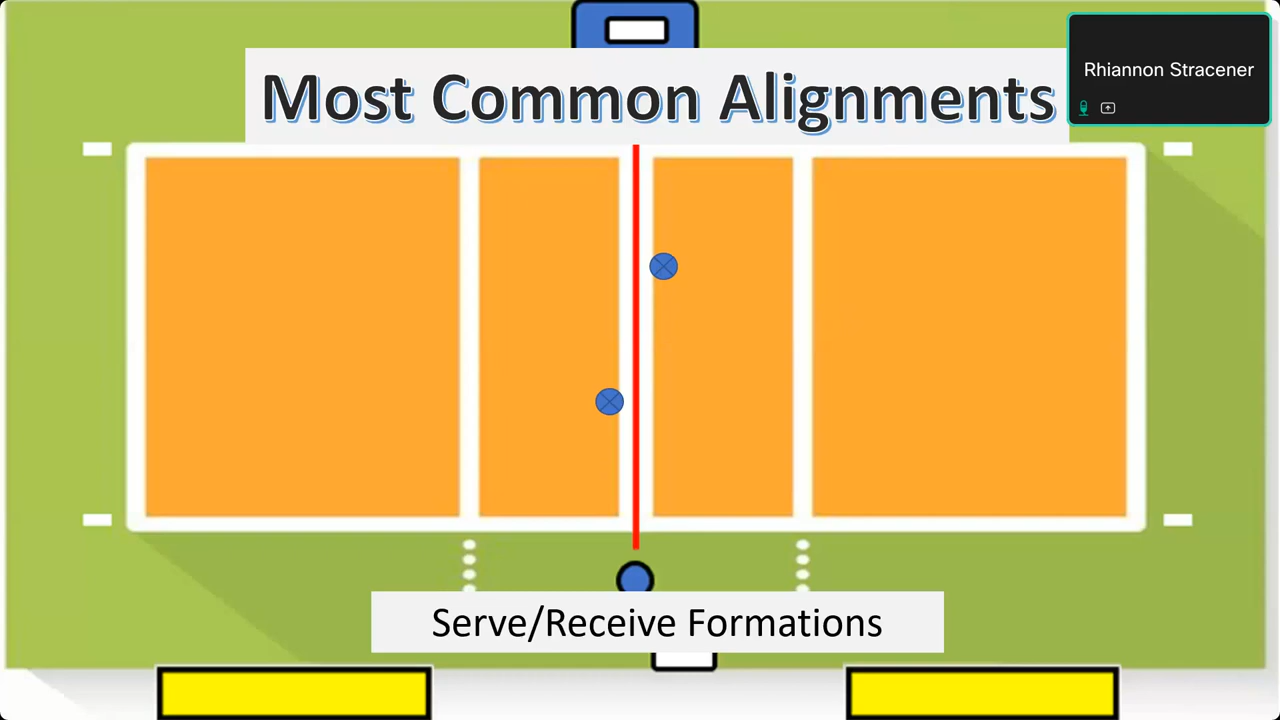 Most Common Alignments
Rhiannon Stracener
Serve/Receive Formations